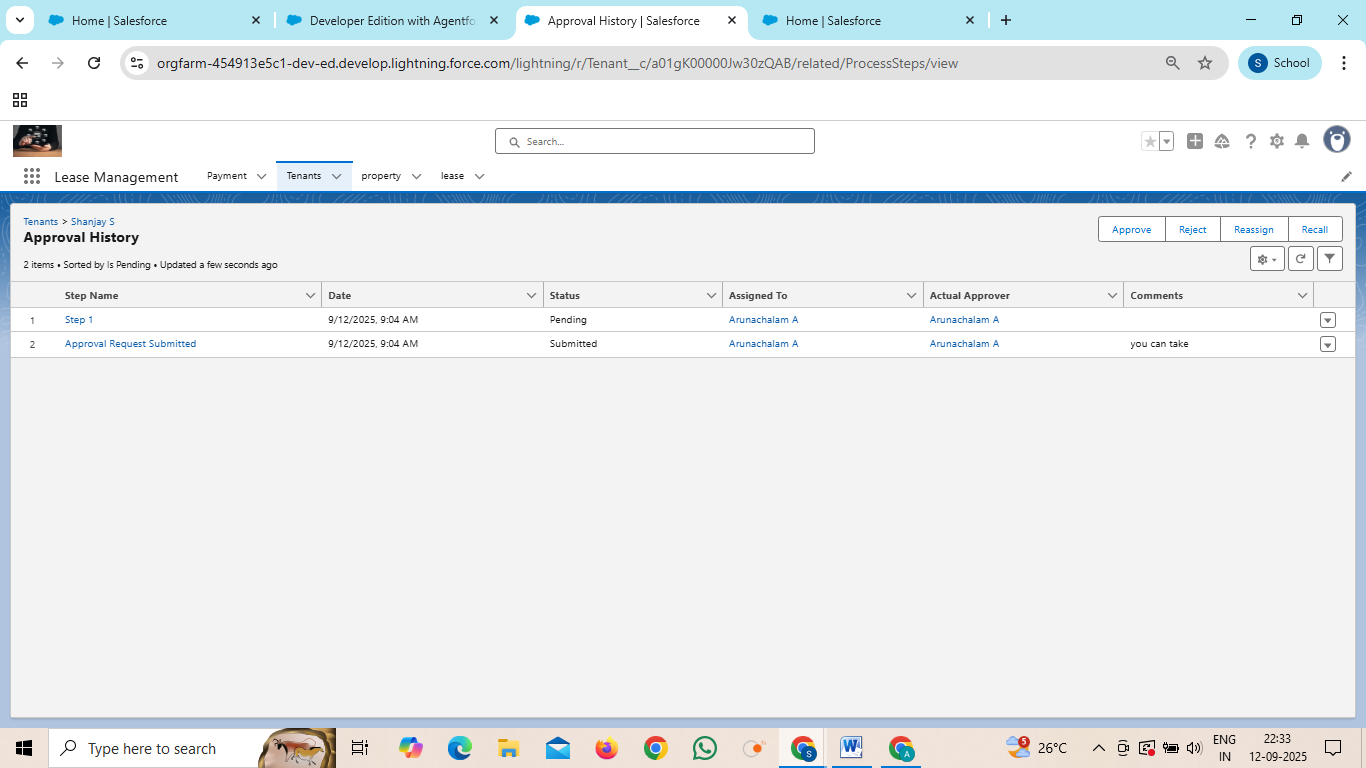 Home | Salesforce
Developer Edition with Agentfo
Approval History | Salesforce
Home | Salesforce
orgfarm-454913e5c1-dev-ed.develop.lightning.force.com/lightning/r/Tenant__c/a01gK00000Jw30zQAB/related/ProcessSteps/view
S School
Search...
Lease Management
Payment
Tenants
property
lease
Tenants > Shanjay S
Approval History
Approve
Reject
Reassign
Recall
2 items • Sorted by Is Pending • Updated a few seconds ago
Step Name
Date
Status
Assigned To
Actual Approver
Comments
1 Step 1 9/12/2025, 9:04 AM Pending Arunachalam A Arunachalam A
2 Approval Request Submitted 9/12/2025, 9:04 AM Submitted Arunachalam A Arunachalam A you can take
Type here to search
S
A
5
26°C
ENG
IN
22:33
12-09-2025